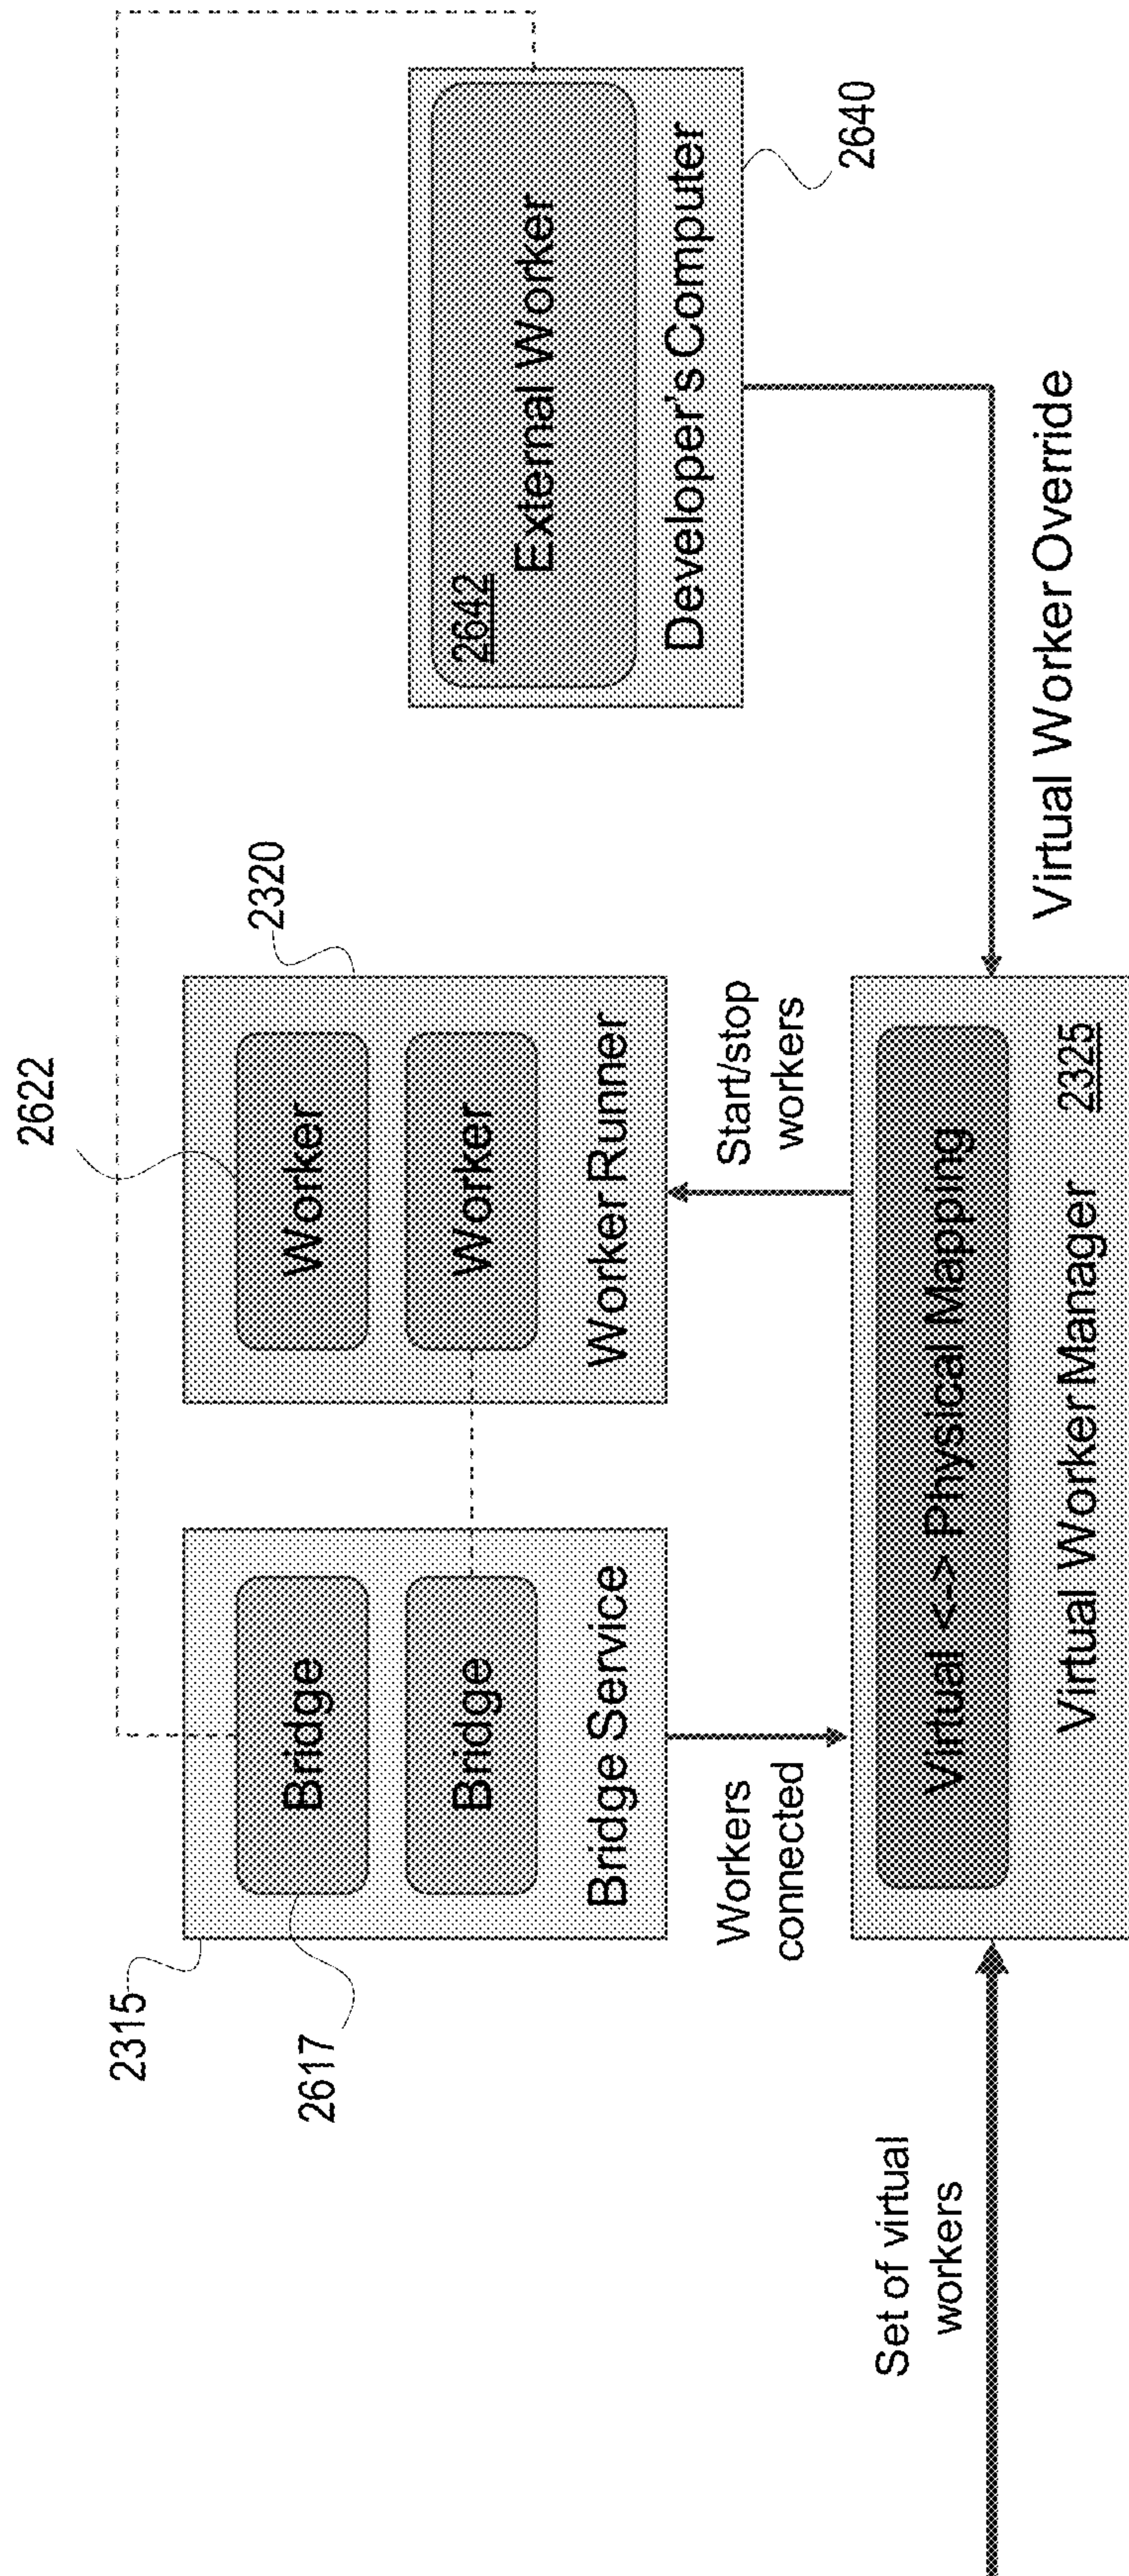 2622
2315
2617
Bridge
Bridge
Bridge Service
2320
Worker
Worker
Worker Runner
2642
External Worker
Developer's Computer
2640
Workers
connected
Start/stop
workers
Set of virtual
workers
Virtual <-> Physical Mapping
Virtual Worker Manager 2325
Virtual Worker Override